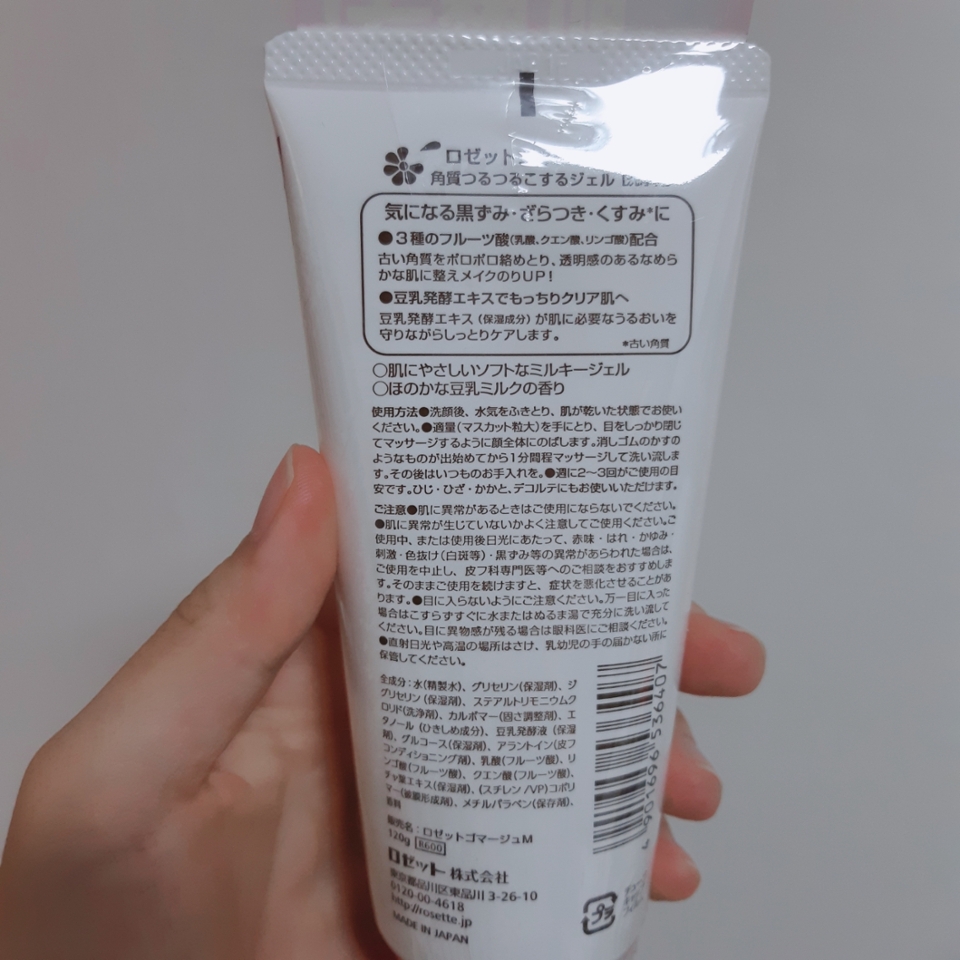 ロゼット
角質つるつるこするジェル
気になる黒ずみ・ざらつき・くすみ*に
●3種のフルーツ酸(乳酸、クエン酸、リンゴ酸)配合
古い角質をポロポロ絡めとり、透明感のあるなめら
かな肌に整えメイクのりUP!
●豆乳発酵エキスでもっちりクリア肌へ
豆乳発酵エキス(保湿成分)が肌に必要なうるおいを
守りながらしっとりケアします。
*古い角質
○肌にやさしいソフトなミルキージェル
○ほのかな豆乳ミルクの香り
使用方法●洗顔後、水気をふきとり、肌が乾いた状態でお使い
ください。●適量(マスカット粒大)を手にとり、目をしっかり閉じ
てマッサージするように顔全体にのばします。消しゴムのかすの
ようなものが出始めてから1分間程マッサージして洗い流しま
す。その後はいつものお手入れを。●週に2〜3回がご使用の目
安です。ひじ・ひざ・かかと、デコルテにもお使いいただけます。
ご注意●肌に異常があるときはご使用にならないでください。
●肌に異常が生じていないかよく注意してご使用ください。ご
使用中、または使用後日光にあたって、赤味・はれ・かゆみ・
刺激・色抜け(白斑等)・黒ずみ等の異常があらわれた場合は、
ご使用を中止し、皮フ科専門医等へのご相談をおすすめしま
す。そのままご使用を続けますと、症状を悪化させることがあ
ります。●目に入らないようにご注意ください。万一目に入った
場合はこすらずすぐに水またはぬるま湯で充分に洗い流して
ください。目に異物感が残る場合は眼科医にご相談ください。
●直射日光や高温の場所はさけ、乳幼児の手の届かない所に
保管してください。
全成分:水(精製水)、グリセリン(保湿剤)、ジ
グリセリン(保湿剤)、ステアルトリモニウムク
ロリド(洗浄剤)、カルボマー(固さ調整剤)、エ
タノール(ひきしめ成分)、豆乳発酵液(保湿
剤)、グルコース(保湿剤)、アラントイン(皮フ
コンディショニング剤)、乳酸(フルーツ酸)、リ
ンゴ酸(フルーツ酸)、クエン酸(フルーツ酸)、
チャ葉エキス(保湿剤)、(スチレン/VP)コポリ
マー(被膜形成剤)、メチルパラベン(保存剤)、
香料
販売名:ロゼットゴマージュM
120g R600
ロゼット 株式会社
東京都品川区東品川3-26-10
0120-00-4618
http://rosette.jp
MADE IN JAPAN
4 901696 536407
プラ